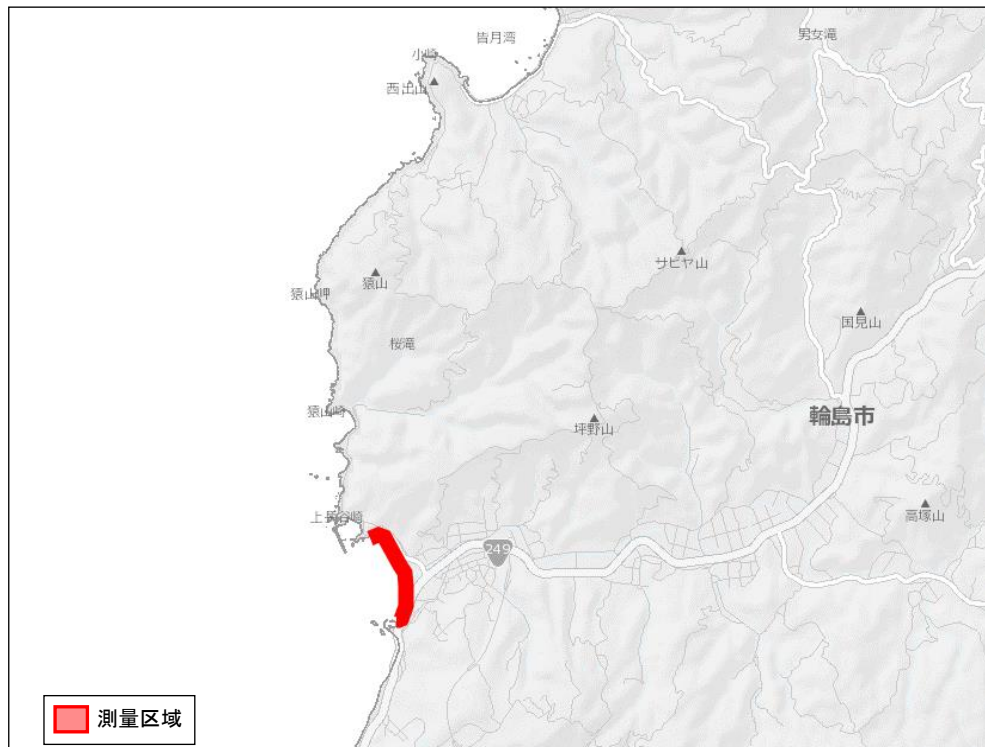 皆月湾
男女滝
小崎
西出山
サビヤ山
猿山
猿山岬
国見山
桜滝
猿山崎
輪島市
坪野山
高塚山
上長谷崎
249
測量区域